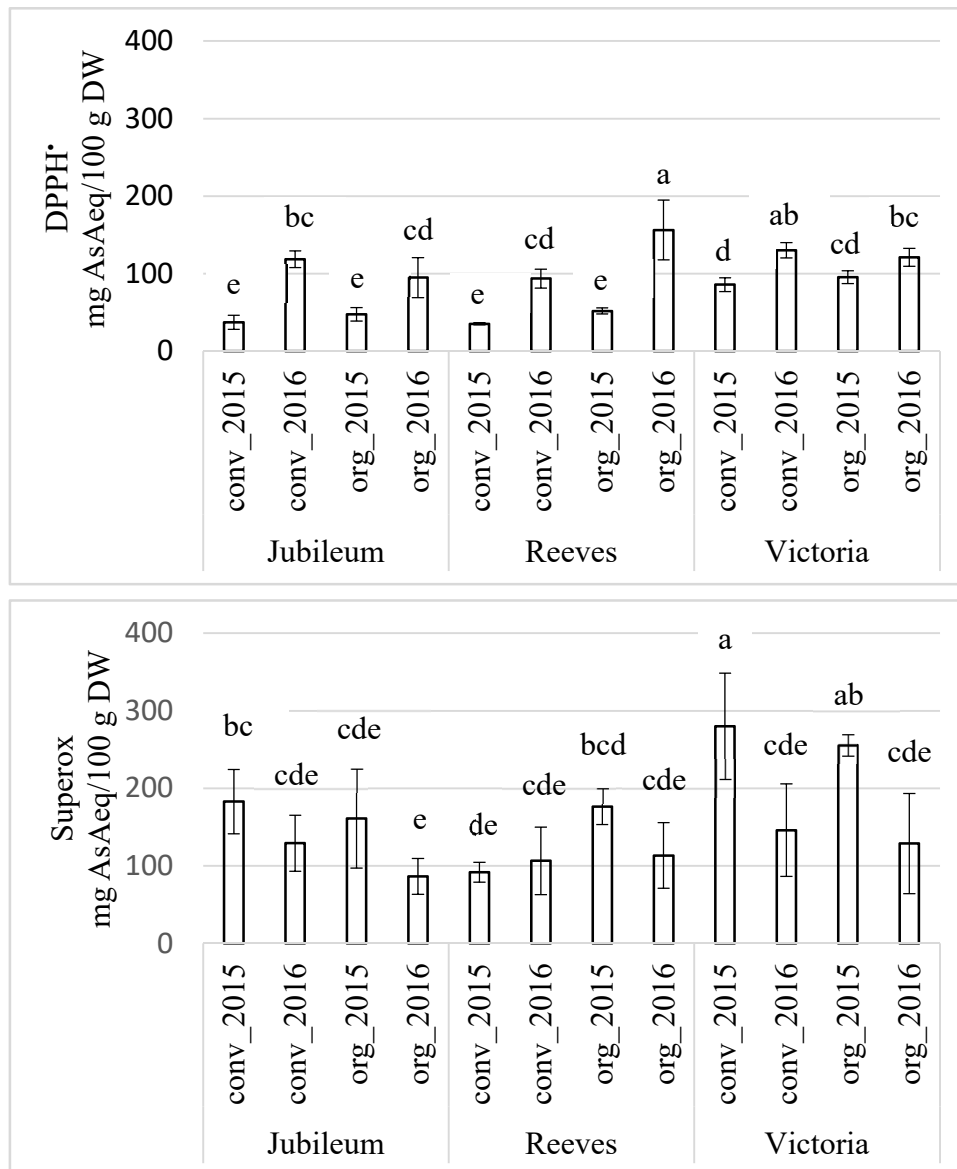 DPPH•
mg AsAeq/100 g DW
400
300
200
100
0
e
bc
e
cd
e
cd
e
a
d
ab
cd
bc
conv_2015
conv_2016
org_2015
org_2016
conv_2015
conv_2016
org_2015
org_2016
conv_2015
conv_2016
org_2015
org_2016
Jubileum
Reeves
Victoria
Superox
mg AsAeq/100 g DW
400
300
200
100
0
bc
cde
cde
e
de
cde
bcd
cde
a
cde
ab
cde
conv_2015
conv_2016
org_2015
org_2016
conv_2015
conv_2016
org_2015
org_2016
conv_2015
conv_2016
org_2015
org_2016
Jubileum
Reeves
Victoria